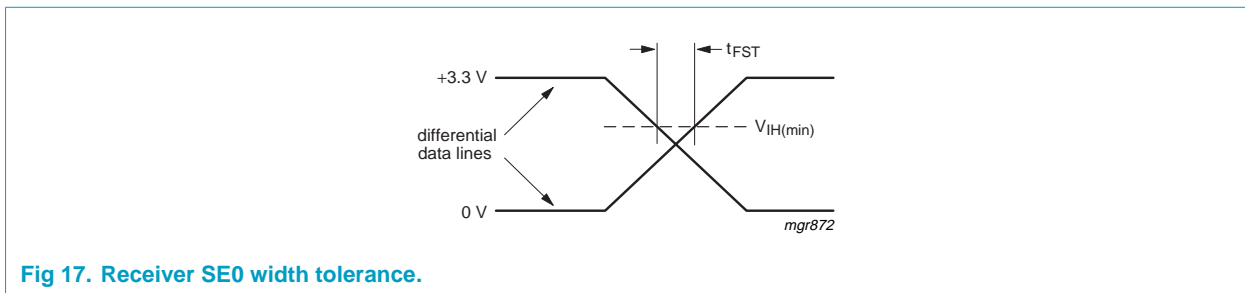 tFST
+3.3 V
VIH(min)
differential
data lines
0 V
mgr872
Fig 17. Receiver SE0 width tolerance.